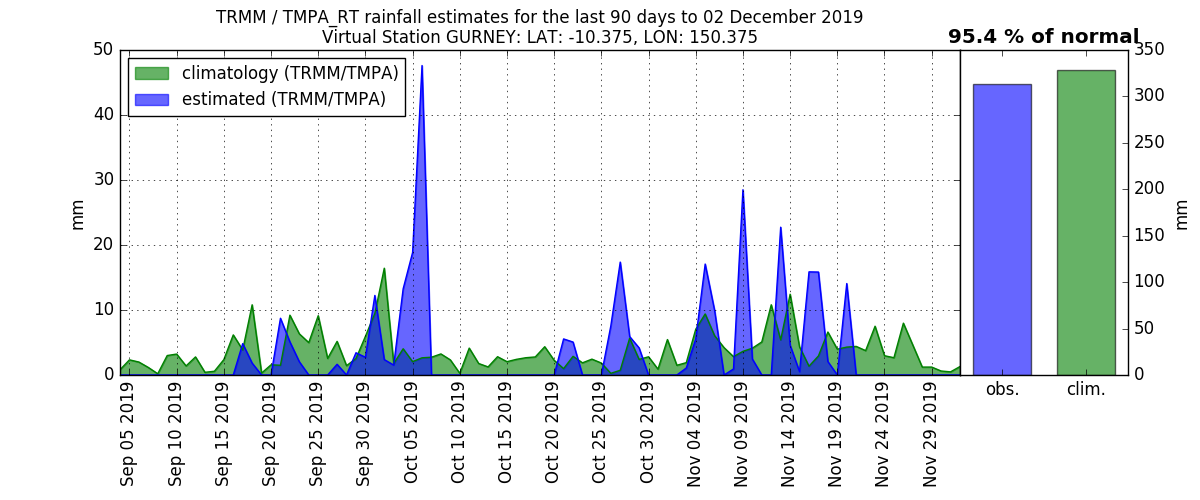 TRMM / TMPA_RT rainfall estimates for the last 90 days to 02 December 2019
Virtual Station GURNEY: LAT: -10.375, LON: 150.375
95.4 % of normal
climatology (TRMM/TMPA)
estimated (TRMM/TMPA)
50
40
30
20
10
0
mm
Sep 05 2019
Sep 10 2019
Sep 15 2019
Sep 20 2019
Sep 25 2019
Sep 30 2019
Oct 05 2019
Oct 10 2019
Oct 15 2019
Oct 20 2019
Oct 25 2019
Oct 30 2019
Nov 04 2019
Nov 09 2019
Nov 14 2019
Nov 19 2019
Nov 24 2019
Nov 29 2019
obs.
clim.
350
300
250
200
150
100
50
0
mm